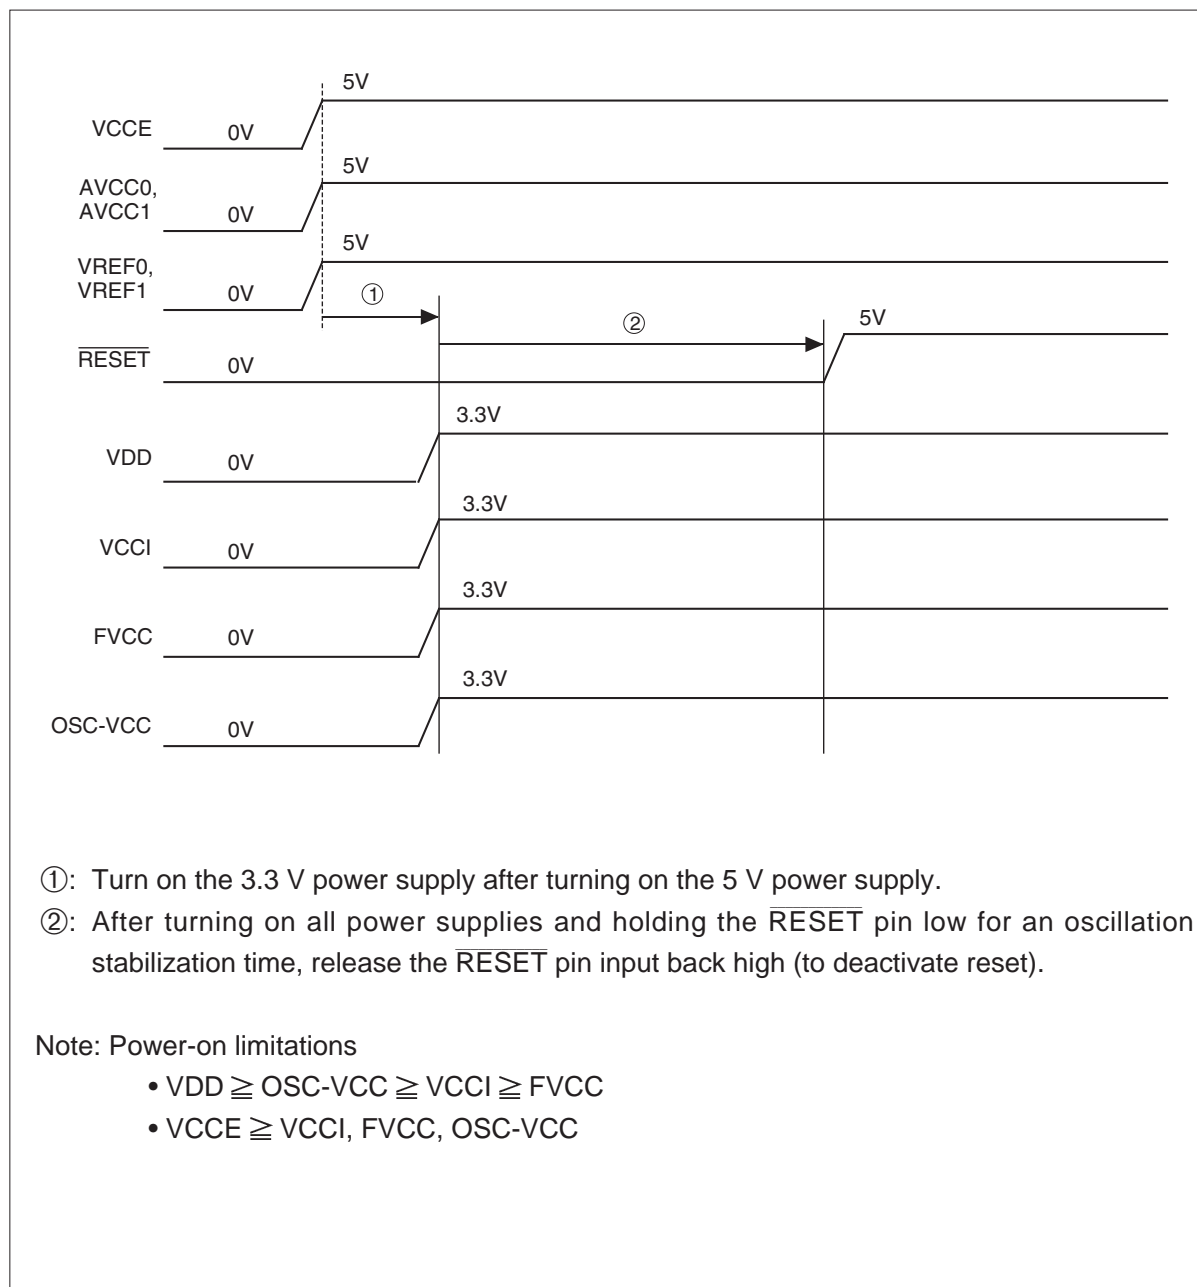 5V
VCCE 0V
5V
AVCC0,
AVCC1 0V
5V
VREF0,
VREF1 0V
①
②
5V
RESET 0V
3.3V
VDD 0V
3.3V
VCCI 0V
3.3V
FVCC 0V
3.3V
OSC-VCC 0V
①: Turn on the 3.3 V power supply after turning on the 5 V power supply.
②: After turning on all power supplies and holding the RESET pin low for an oscillation
stabilization time, release the RESET pin input back high (to deactivate reset).
Note: Power-on limitations
• VDD ≧ OSC-VCC ≧ VCCI ≧ FVCC
• VCCE ≧ VCCI, FVCC, OSC-VCC